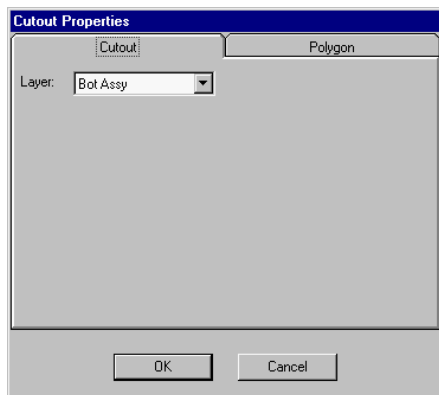 Cutout Properties
Cutout Polygon
Layer: Bot Assy
OK Cancel